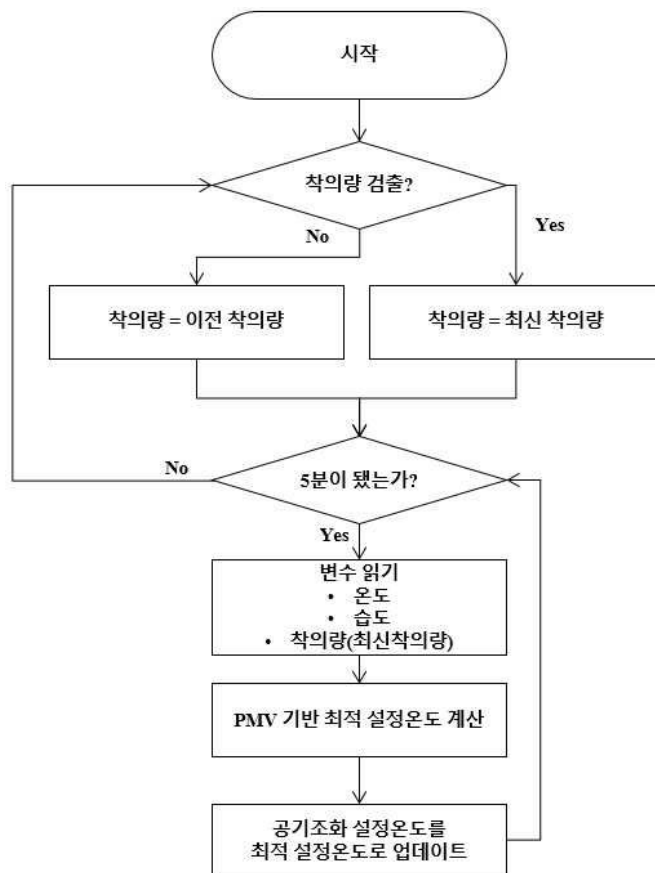 시작
착의량 검출?
No
Yes
착의량 = 이전 착의량
착의량 = 최신 착의량
No
5분이 됐는가?
Yes
변수 읽기
• 온도
• 습도
• 착의량(최신착의량)
PMV 기반 최적 설정온도 계산
공기조화 설정온도를
최적 설정온도로 업데이트